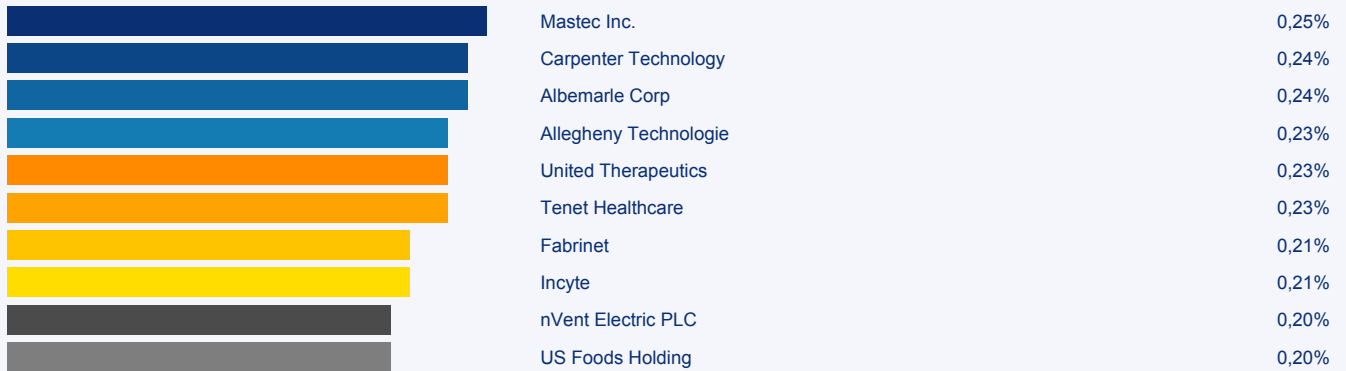 Mastec Inc. 0,25%
Carpenter Technology 0,24%
Albemarle Corp 0,24%
Allegheny Technologie 0,23%
United Therapeutics 0,23%
Tenet Healthcare 0,23%
Fabrinet 0,21%
Incyte 0,21%
nVent Electric PLC 0,20%
US Foods Holding 0,20%